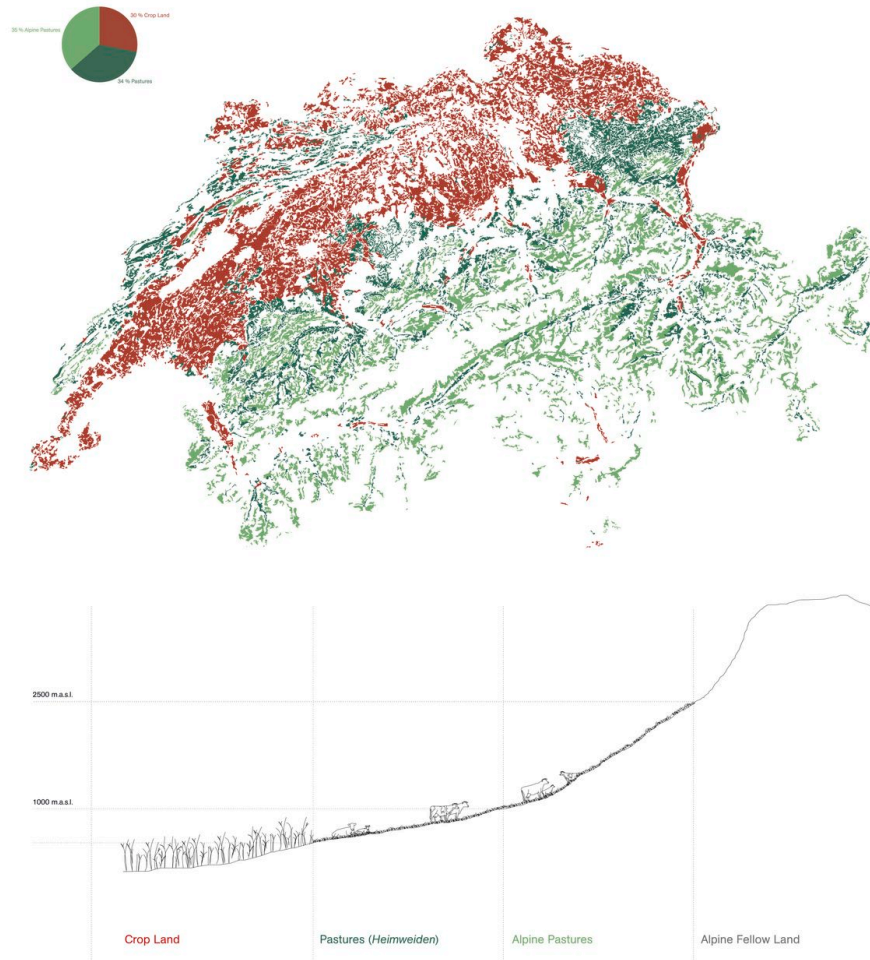 30 % Crop Land
35 % Alpine Pastures
34 % Pastures
2500 m.a.s.l.
1000 m.a.s.l.
Crop Land
Pastures (Heimweiden)
Alpine Pastures
Alpine Fellow Land